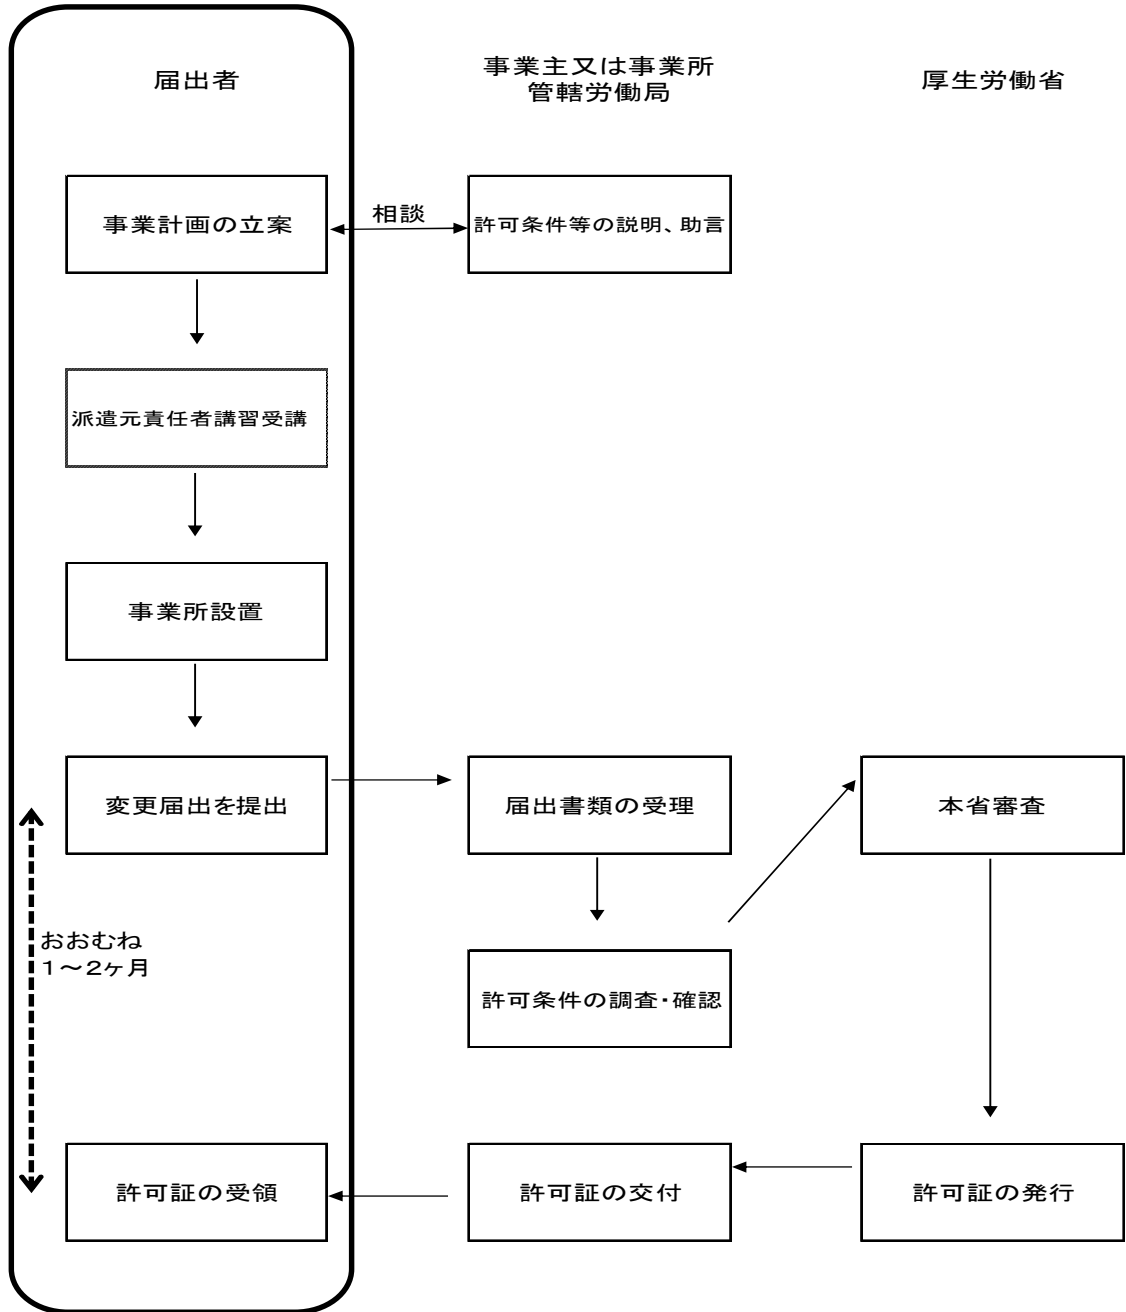 届出者
事業主又は事業所
管轄労働局
厚生労働省
事業計画の立案
相談
許可条件等の説明、助言
派遣元責任者講習受講
事業所設置
変更届出を提出
届出書類の受理
本省審査
おおむね
1～2ヶ月
許可条件の調査・確認
許可証の受領
許可証の交付
許可証の発行